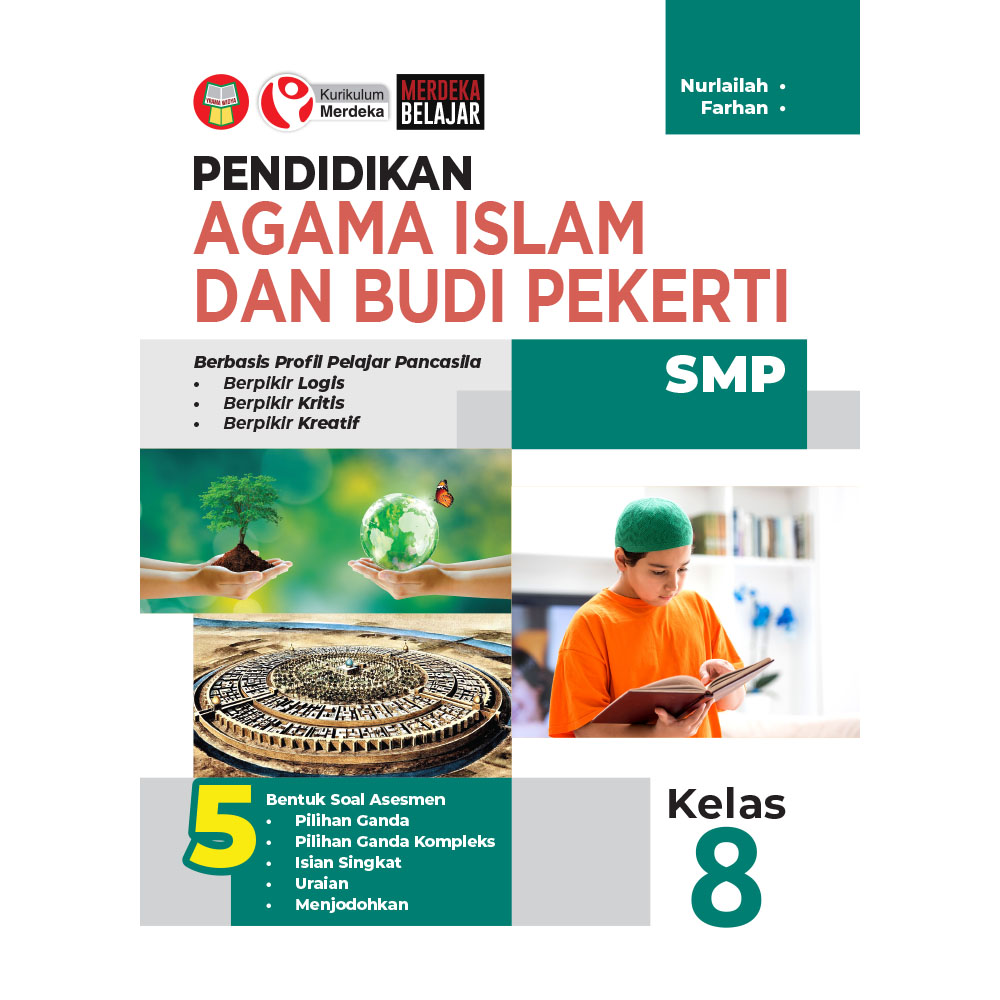 YRAMA WIDYA
Kurikulum
Merdeka
MERDEKA
BELAJAR
Nurlailah •
Farhan •
PENDIDIKAN
AGAMA ISLAM
DAN BUDI PEKERTI
SMP
Berbasis Profil Pelajar Pancasila
• Berpikir Logis
• Berpikir Kritis
• Berpikir Kreatif
5
Bentuk Soal Asesmen
• Pilihan Ganda
• Pilihan Ganda Kompleks
• Isian Singkat
• Uraian
• Menjodohkan
Kelas
8